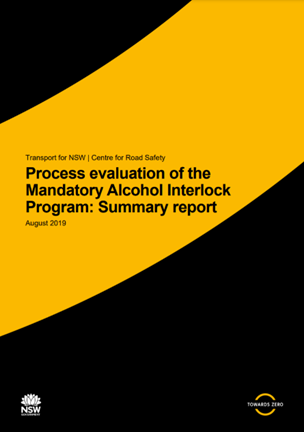 Transport for NSW | Centre for Road Safety
Process evaluation of the
Mandatory Alcohol Interlock
Program: Summary report
August 2019
NSW
GOVERNMENT
TOWARDS ZERO